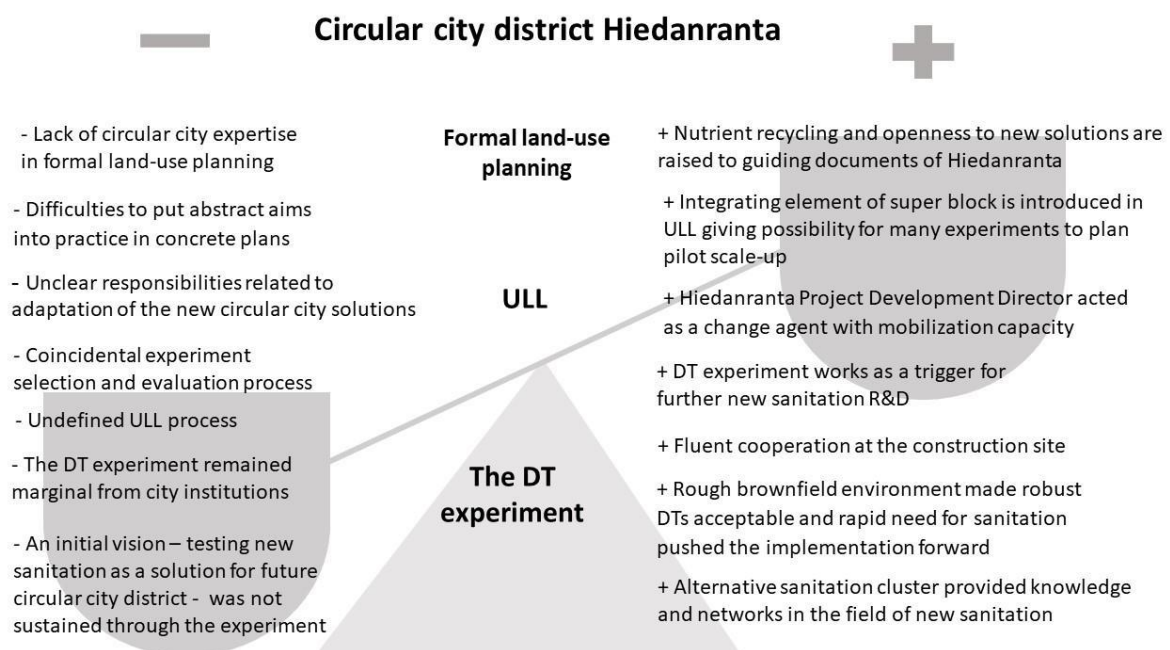 Circular city district Hiedanranta
- Lack of circular city expertise
in formal land-use planning
- Difficulties to put abstract aims
into practice in concrete plans
- Unclear responsibilities related to
adaptation of the new circular city solutions
- Coincidental experiment
selection and evaluation process
- Undefined ULL process
- The DT experiment remained
marginal from city institutions
- An initial vision – testing new
sanitation as a solution for future
circular city district - was not
sustained through the experiment
Formal land-use
planning
ULL
The DT
experiment
+ Nutrient recycling and openness to new solutions are
raised to guiding documents of Hiedanranta
+ Integrating element of super block is introduced in
ULL giving possibility for many experiments to plan
pilot scale-up
+ Hiedanranta Project Development Director acted
as a change agent with mobilization capacity
+ DT experiment works as a trigger for
further new sanitation R&D
+ Fluent cooperation at the construction site
+ Rough brownfield environment made robust
DTs acceptable and rapid need for sanitation
pushed the implementation forward
+ Alternative sanitation cluster provided knowledge
and networks in the field of new sanitation